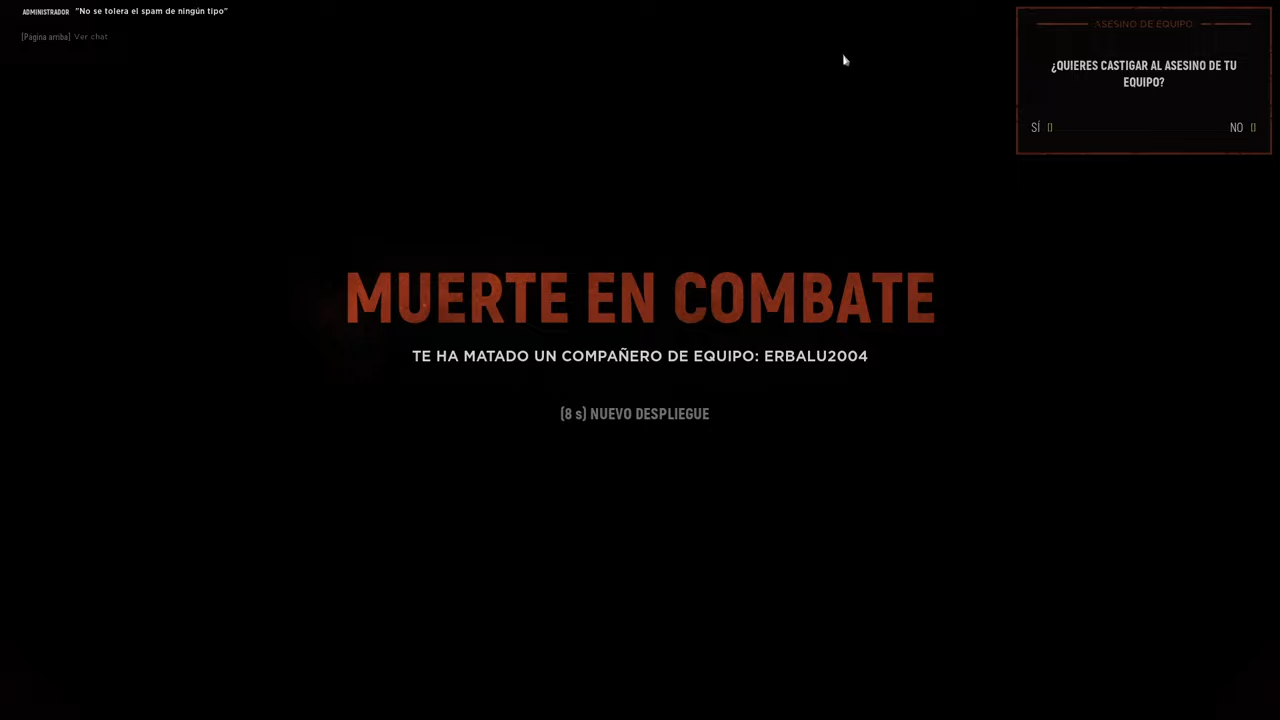 ADMINISTRADOR "No se tolera el spam de ningún tipo"
[Página arriba] Ver chat
ASESINO DE EQUIPO
¿QUIERES CASTIGAR AL ASESINO DE TU
EQUIPO?
SÍ [] NO []
MUERTE EN COMBATE
TE HA MATADO UN COMPAÑERO DE EQUIPO: ERBALU2004
(8 s) NUEVO DESPLIEGUE